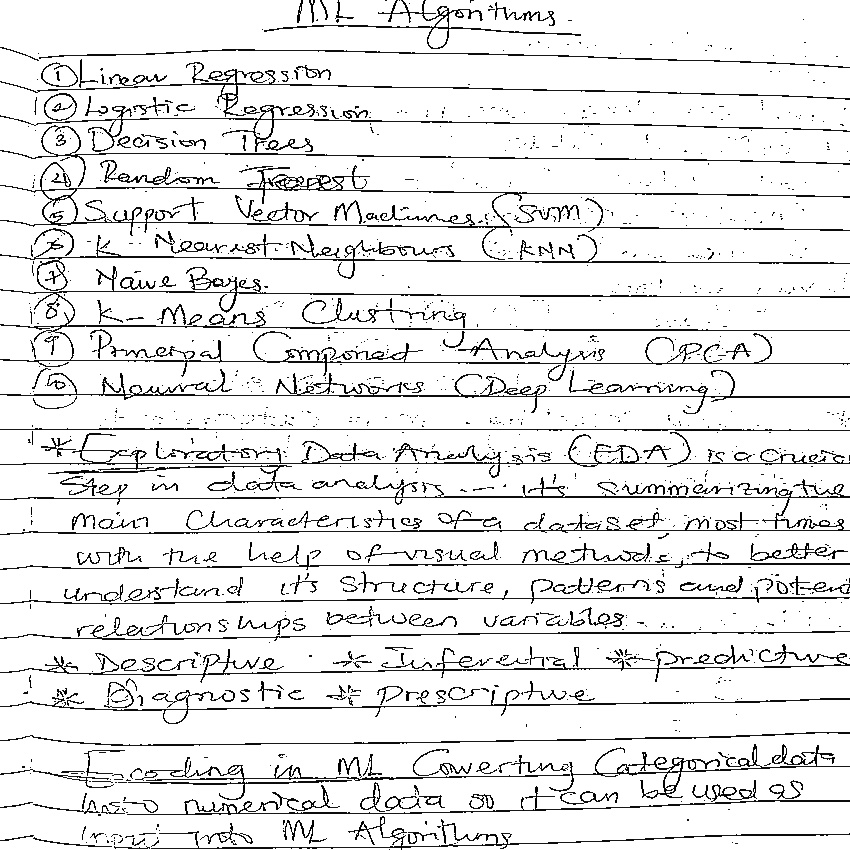 ML Algorithms.
① Linear Regression
② Logistic Regression
③ Decision Trees
④ Random Forest
⑤ Support Vector Machines (SVM)
⑥ K Nearest Neighbours (KNN)
⑦ Naive Bayes.
⑧ K-Means Clustring
⑨ Principal Component Analysis (PCA)
⑩ Neural Networks (Deep Learning)
* Exploratory Data Analysis (EDA) is a crucia
Step in data analysis -- it's summarizing the
main characteristics of a dataset, most times
with the help of visual methods, to better
understand it's structure, patterns and poten
relationships between variables.
* Descriptive * Inferential * predictive
* Diagnostic * prescriptive
Encoding in ML Coverting Categorical data
into numerical data so it can be used as
input into ML Algorithms